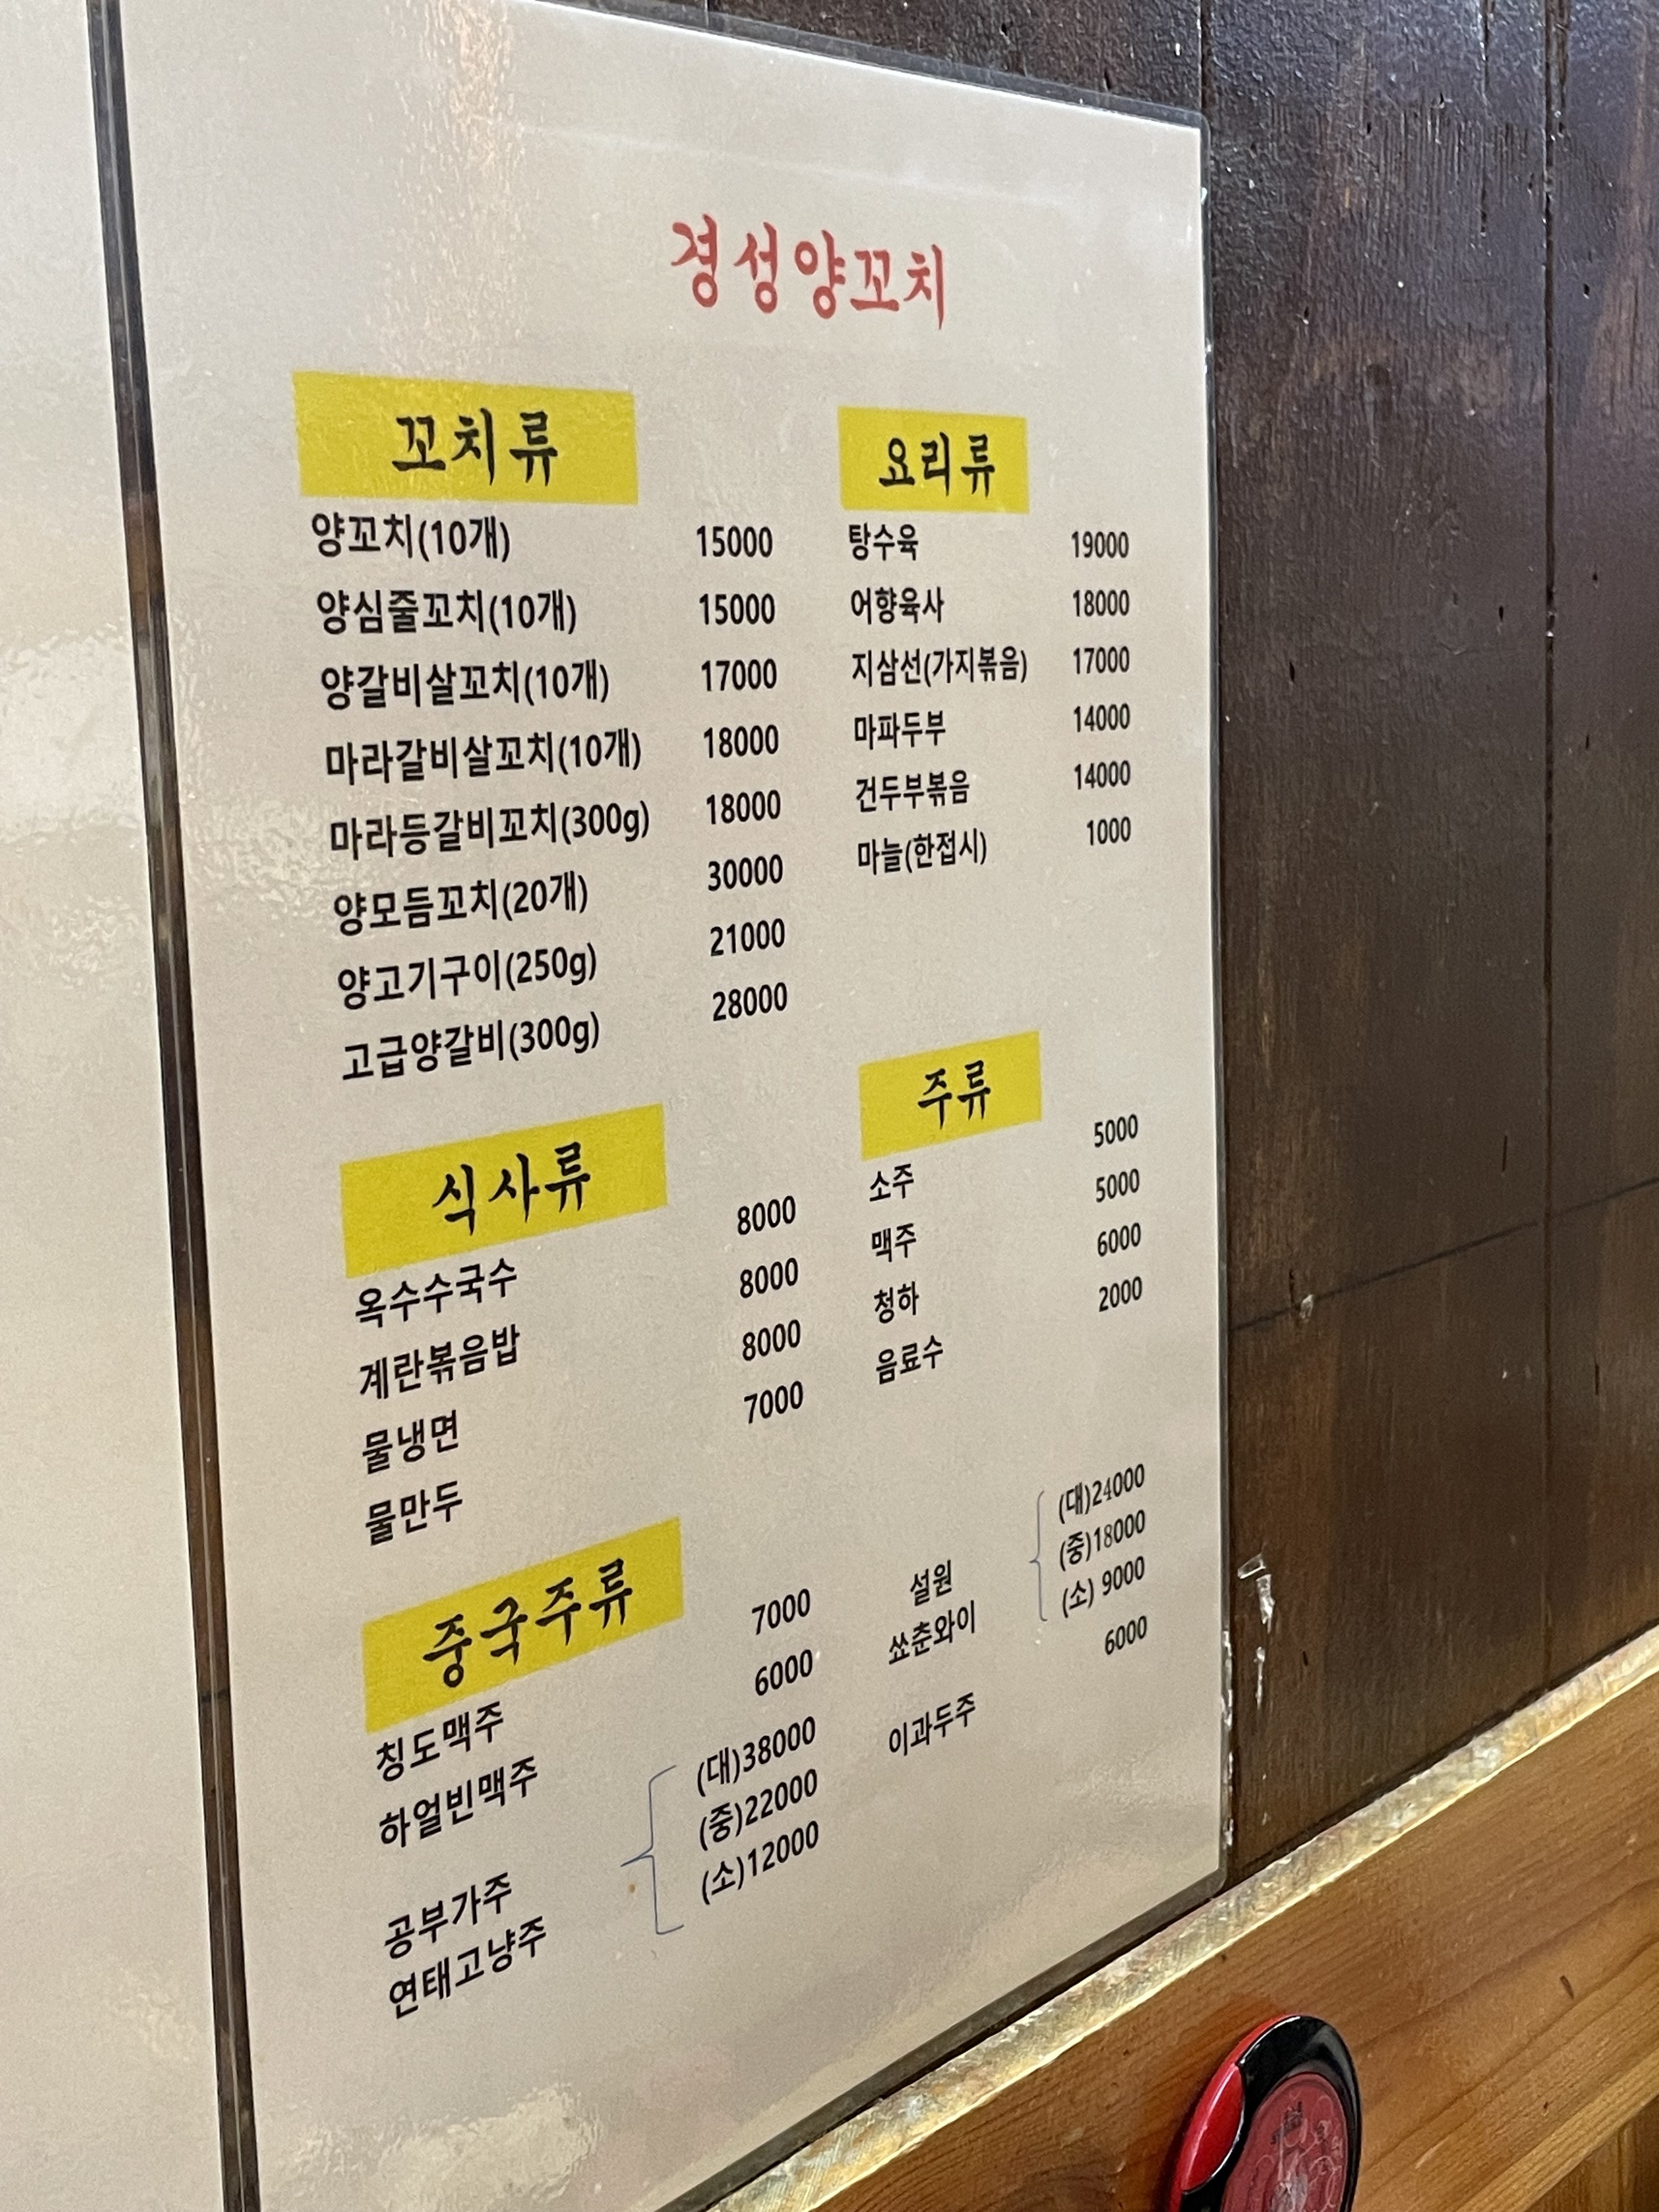 경성양꼬치
꼬치류
양꼬치(10개) 15000
양심줄꼬치(10개) 15000
양갈비살꼬치(10개) 17000
마라갈비살꼬치(10개) 18000
마라등갈비꼬치(300g) 18000
양모듬꼬치(20개) 30000
양고기구이(250g) 21000
고급양갈비(300g) 28000
요리류
탕수육 19000
어향육사 18000
지삼선(가지볶음) 17000
마파두부 14000
건두부볶음 14000
마늘(한접시) 1000
식사류
옥수수국수 8000
계란볶음밥 8000
물냉면 8000
물만두 7000
주류
소주 5000
맥주 5000
청하 6000
음료수 2000
중국주류
칭도맥주 7000
하얼빈맥주 6000
공부가주
연태고냥주
(대)38000
(중)22000
(소)12000
설원
쑈춘와이
(대)24000
(중)18000
(소) 9000
이과두주 6000